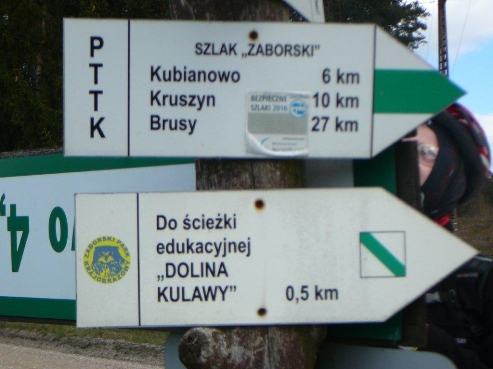 PTTK
SZLAK „ZABORSKI”
Kubianowo 6 km
Kruszyn 10 km
Brusy 27 km
BEZPIECZNE
SZLAKI 2016
Do ścieżki
edukacyjnej
„DOLINA
KULAWY” 0,5 km
ZABORSKI PARK
KRAJOBRAZOWY